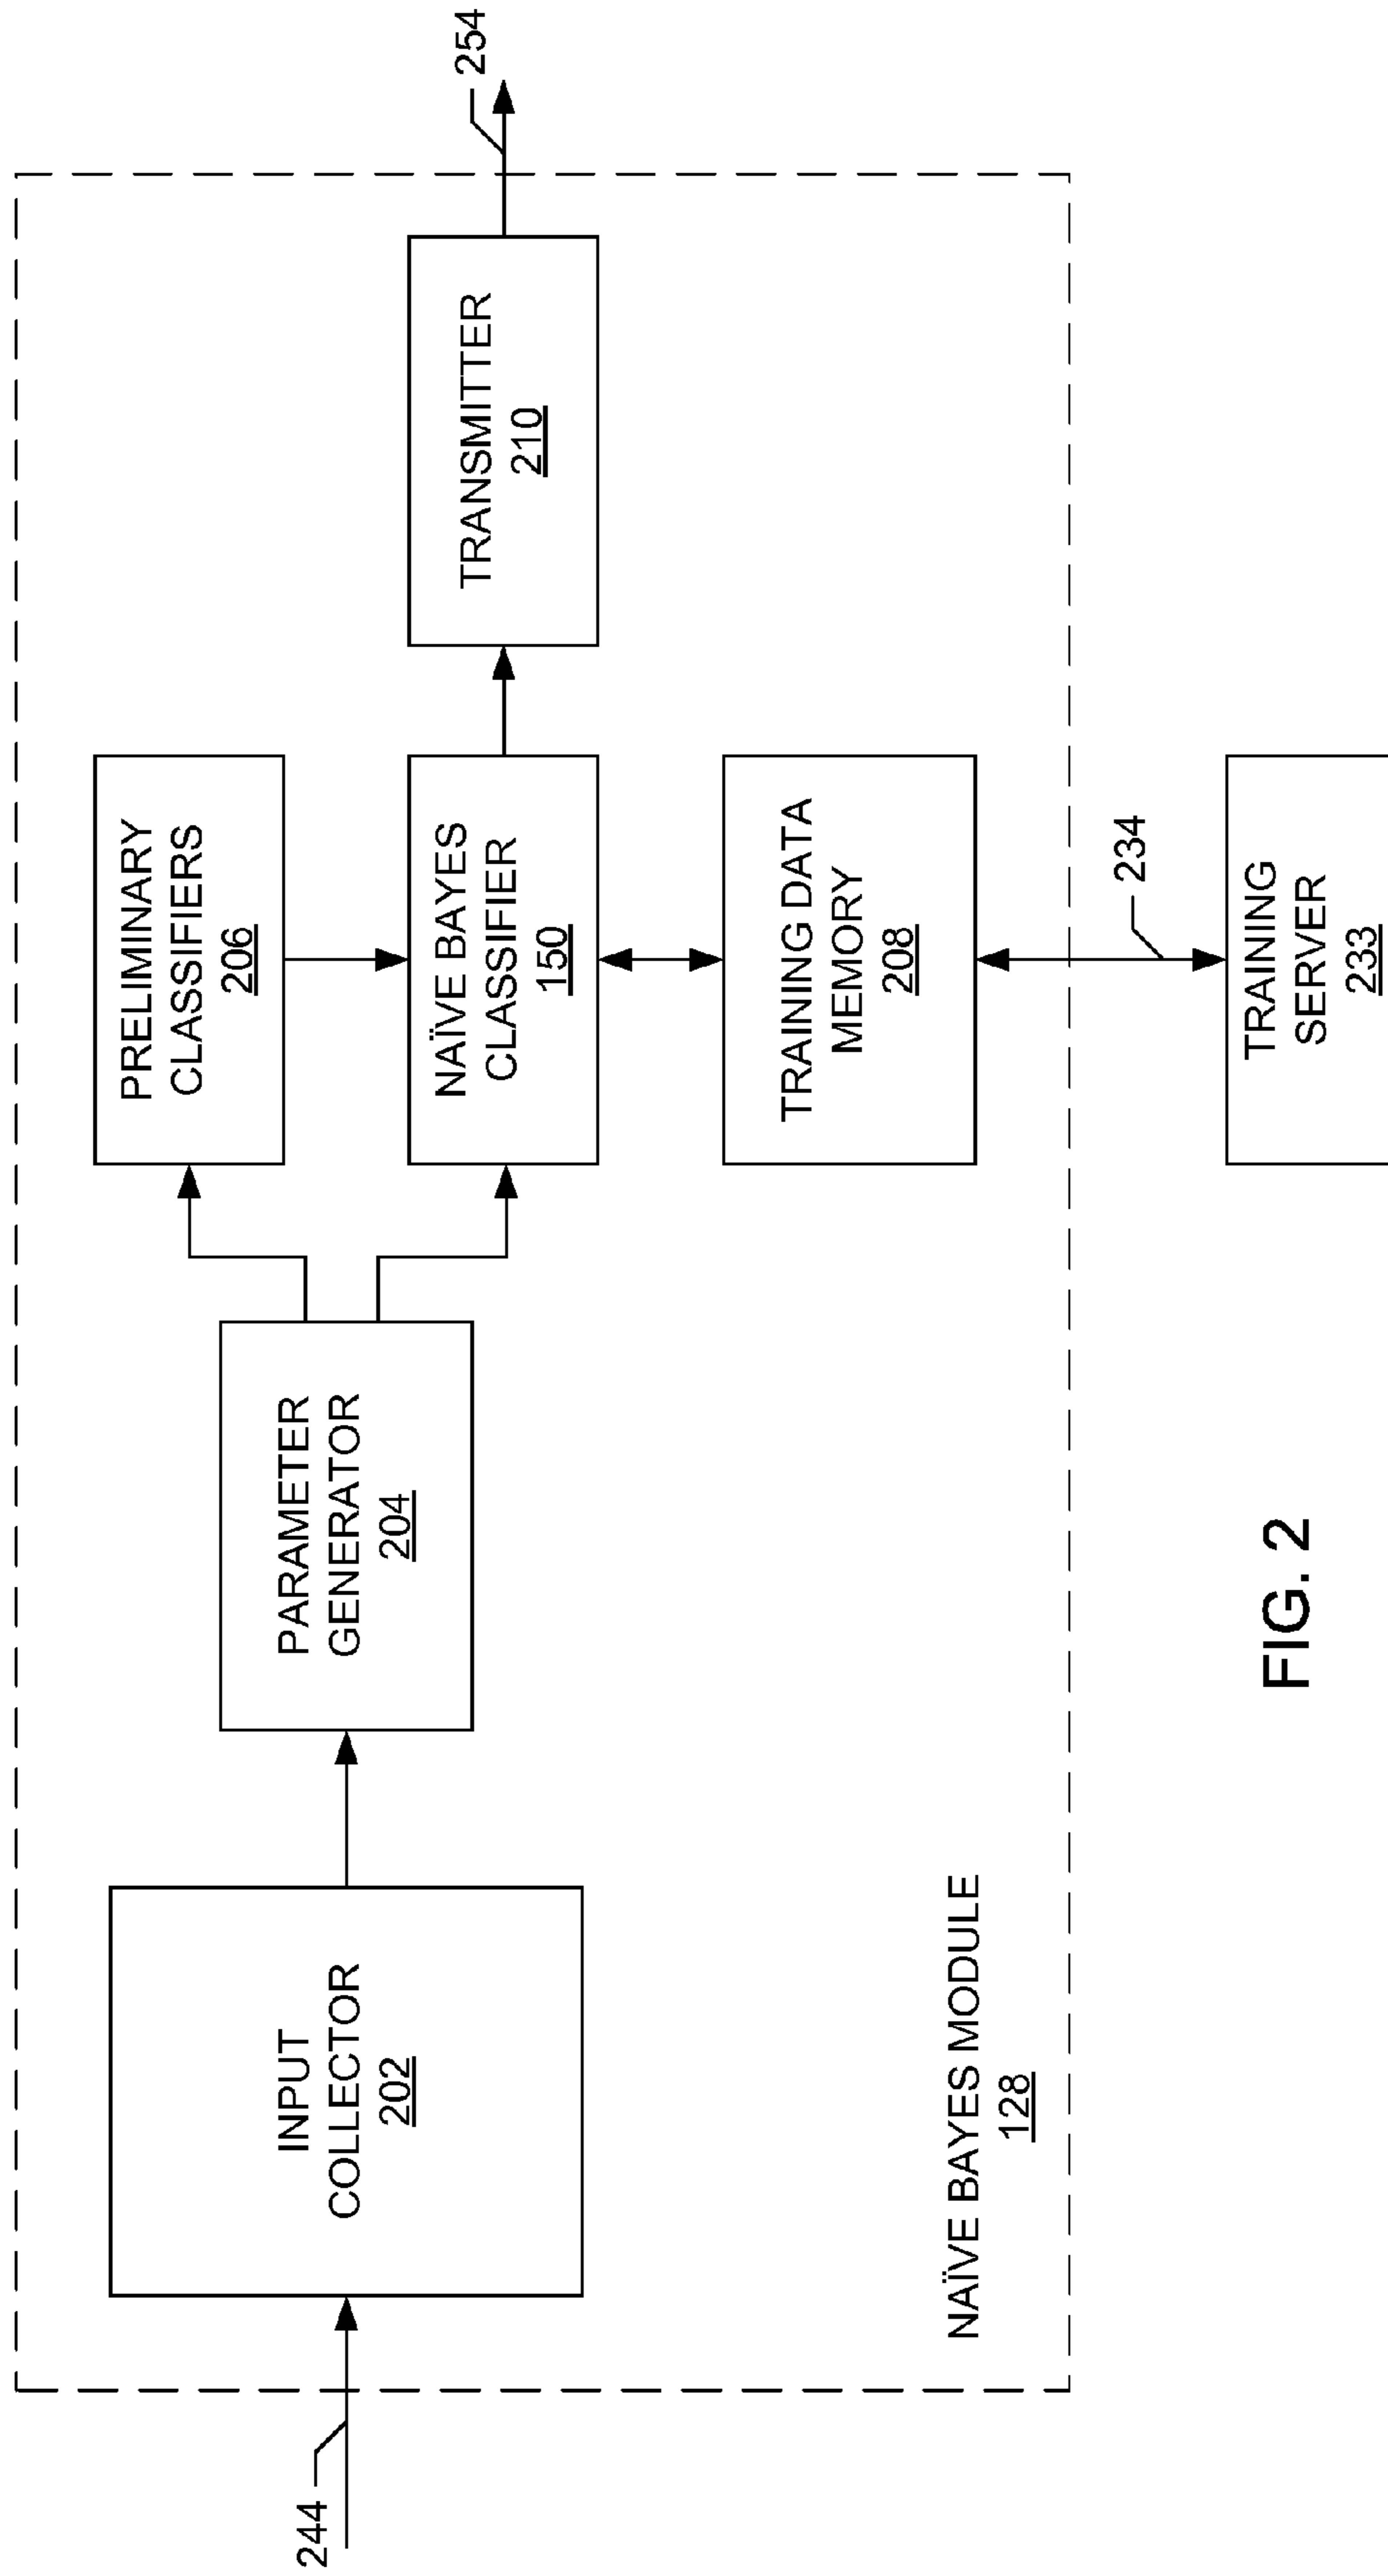 244
INPUT
COLLECTOR
202
PARAMETER
GENERATOR
204
PRELIMINARY
CLASSIFIERS
206
NAÏVE BAYES
CLASSIFIER
150
TRAINING DATA
MEMORY
208
TRANSMITTER
210
254
NAÏVE BAYES MODULE
128
234
TRAINING
SERVER
233
FIG. 2